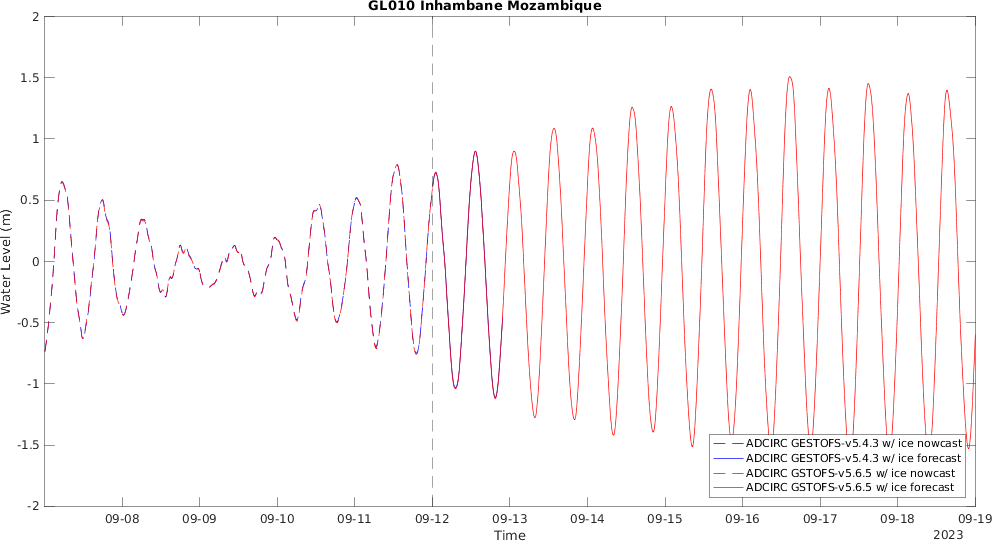 GL010 Inhambane Mozambique
2
1.5
1
0.5
0
-0.5
-1
-1.5
-2
Water Level (m)
ADCIRC GESTOFS-v5.4.3 w/ ice nowcast
ADCIRC GESTOFS-v5.4.3 w/ ice forecast
ADCIRC GSTOFS-v5.6.5 w/ ice nowcast
ADCIRC GSTOFS-v5.6.5 w/ ice forecast
09-08 09-09 09-10 09-11 09-12 09-13 09-14 09-15 09-16 09-17 09-18 09-19
Time
2023